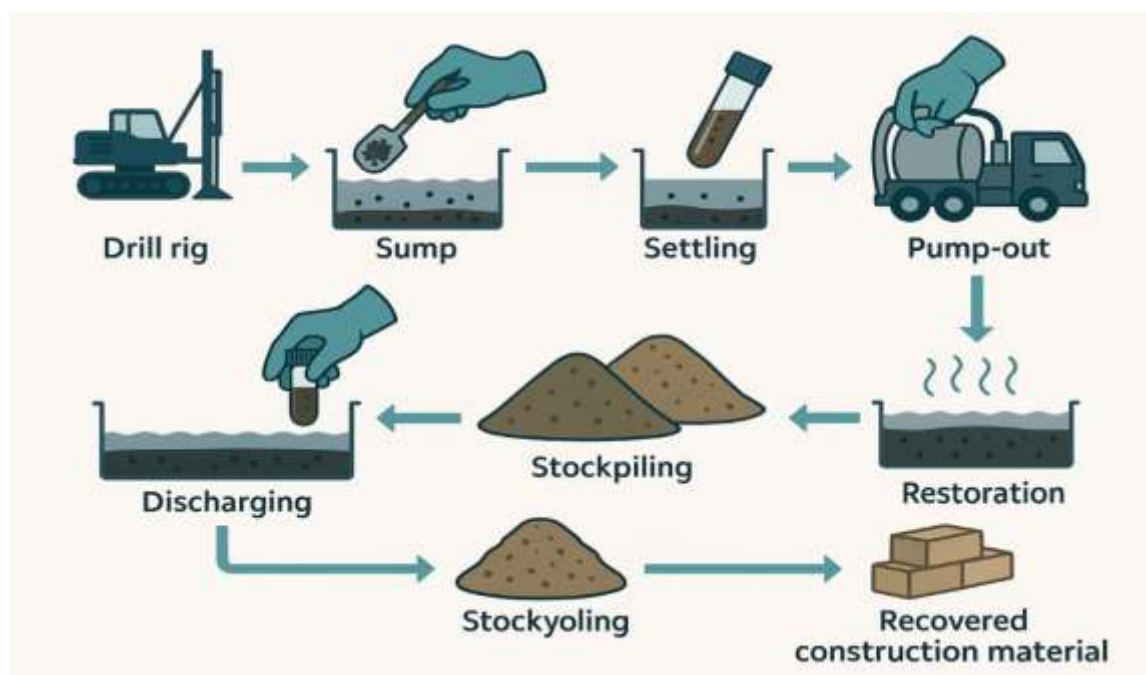 Drill rig
Sump
Settling
Pump-out
Restoration
Stockpiling
Discharging
Stockyoling
Recovered
construction material